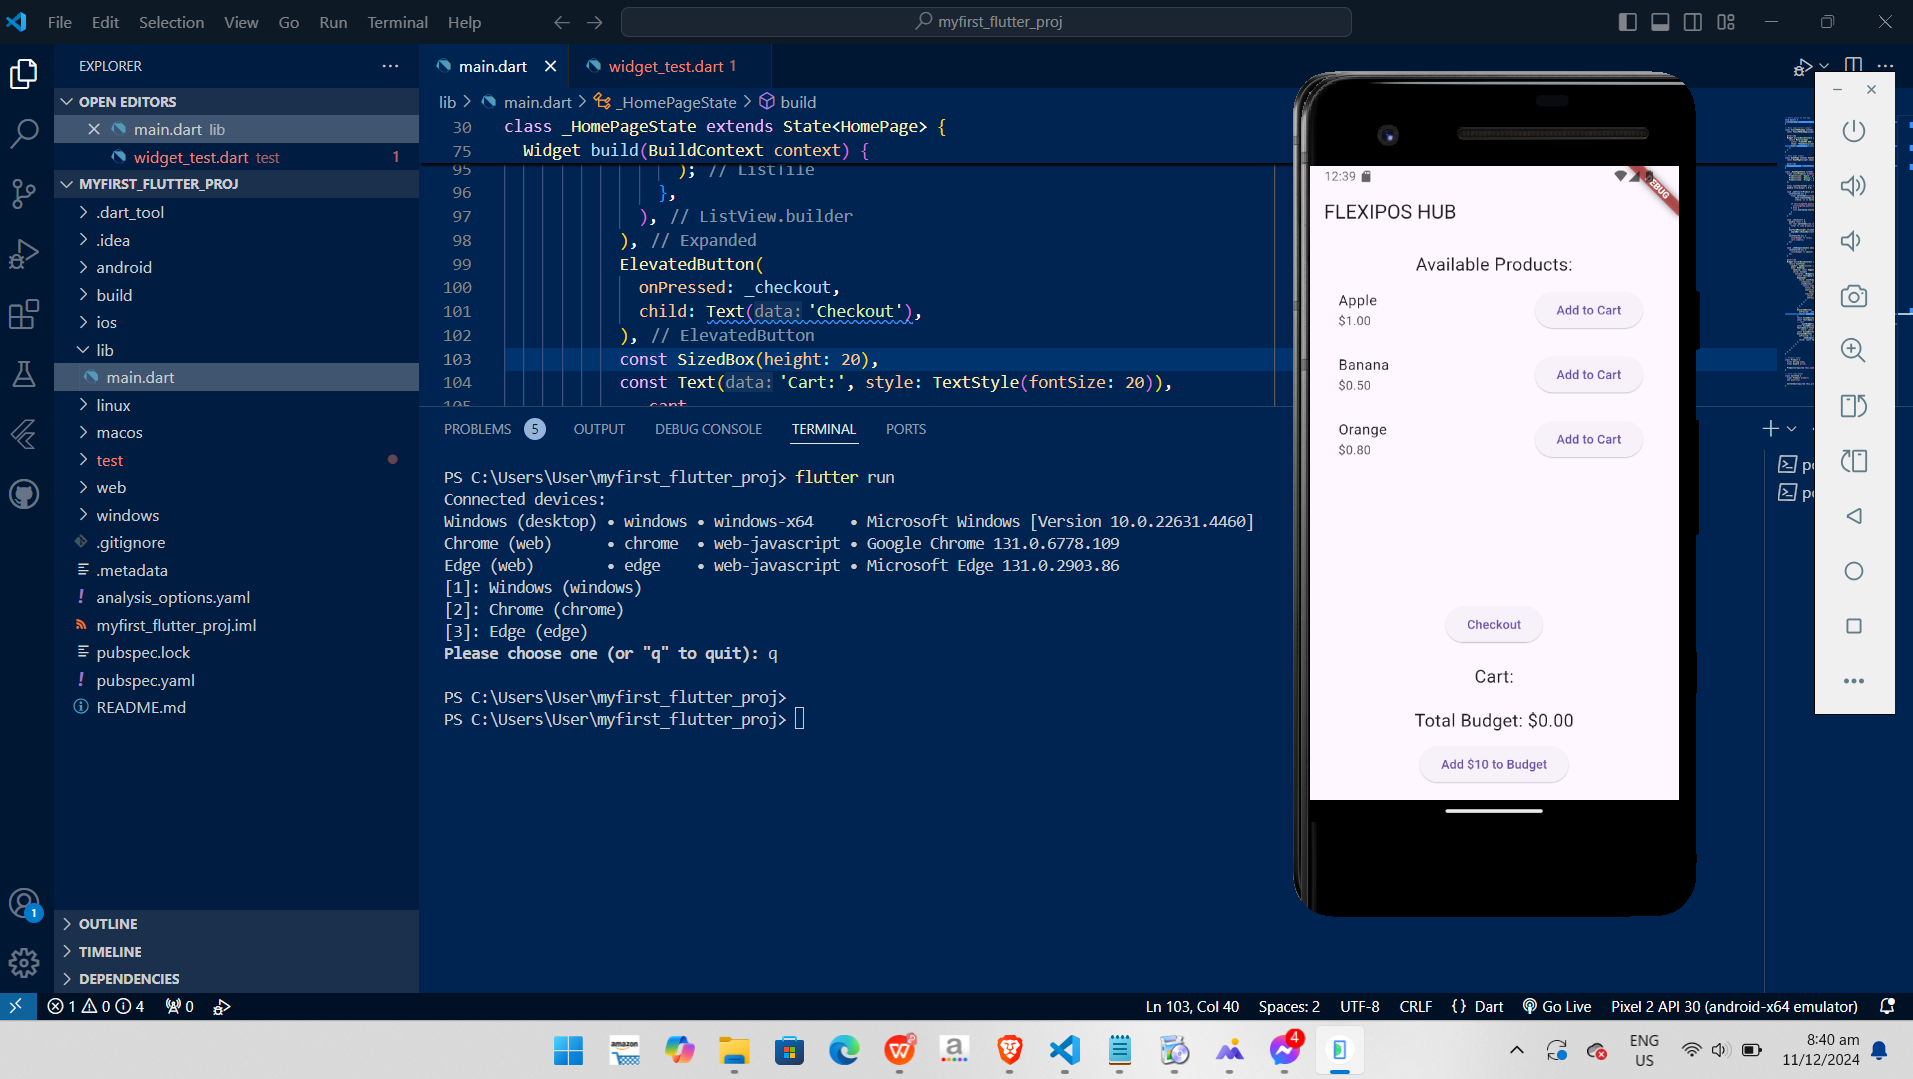 File Edit Selection View Go Run Terminal Help
myfirst_flutter_proj
EXPLORER
OPEN EDITORS
main.dart lib
widget_test.dart test 1
MYFIRST_FLUTTER_PROJ
.dart_tool
.idea
android
build
ios
lib
main.dart
linux
macos
test
web
windows
.gitignore
.metadata
analysis_options.yaml
myfirst_flutter_proj.iml
pubspec.lock
pubspec.yaml
README.md
OUTLINE
TIMELINE
DEPENDENCIES
main.dart
widget_test.dart 1
lib > main.dart > _HomePageState > build
30 class _HomePageState extends State<HomePage> {
75 Widget build(BuildContext context) {
95 ); // ListTile
96 },
97 ), // ListView.builder
98 ), // Expanded
99 ElevatedButton(
100 onPressed: _checkout,
101 child: Text(data: 'Checkout'),
102 ), // ElevatedButton
103 const SizedBox(height: 20),
104 const Text(data: 'Cart:', style: TextStyle(fontSize: 20)),
105 cart
PROBLEMS 5 OUTPUT DEBUG CONSOLE TERMINAL PORTS
PS C:\Users\User\myfirst_flutter_proj> flutter run
Connected devices:
Windows (desktop) • windows • windows-x64 • Microsoft Windows [Version 10.0.22631.4460]
Chrome (web) • chrome • web-javascript • Google Chrome 131.0.6778.109
Edge (web) • edge • web-javascript • Microsoft Edge 131.0.2903.86
[1]: Windows (windows)
[2]: Chrome (chrome)
[3]: Edge (edge)
Please choose one (or "q" to quit): q
PS C:\Users\User\myfirst_flutter_proj>
PS C:\Users\User\myfirst_flutter_proj>
po
po
12:39
DEBUG
FLEXIPOS HUB
Available Products:
Apple
$1.00
Add to Cart
Banana
$0.50
Add to Cart
Orange
$0.80
Add to Cart
Checkout
Cart:
Total Budget: $0.00
Add $10 to Budget
1
1 0 4 0
Ln 103, Col 40 Spaces: 2 UTF-8 CRLF {} Dart Go Live Pixel 2 API 30 (android-x64 emulator)
amazon
a
4
ENG
US
8:40 am
11/12/2024